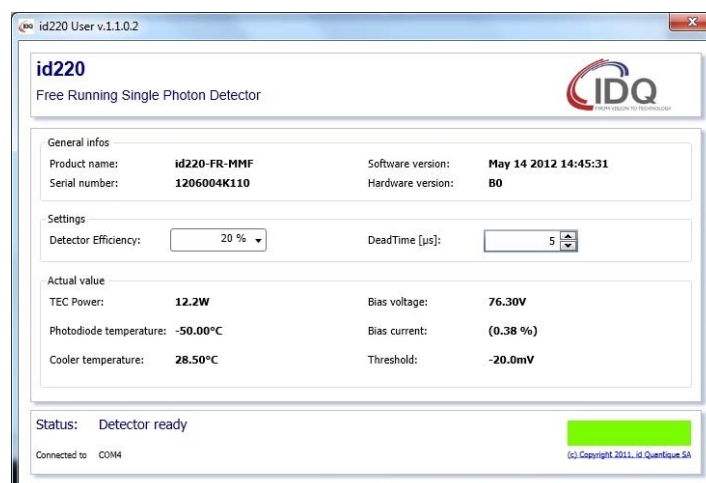 id220 User v.1.1.0.2
id220
Free Running Single Photon Detector
IDQ
FROM VISION TO TECHNOLOGY
General infos
Product name: id220-FR-MMF Software version: May 14 2012 14:45:31
Serial number: 1206004K110 Hardware version: B0
Settings
Detector Efficiency: 20 % DeadTime [µs]: 5
Actual value
TEC Power: 12.2W Bias voltage: 76.30V
Photodiode temperature: -50.00°C Bias current: (0.38 %)
Cooler temperature: 28.50°C Threshold: -20.0mV
Status: Detector ready
Connected to COM4 (c) Copyright 2011, id Quantique SA